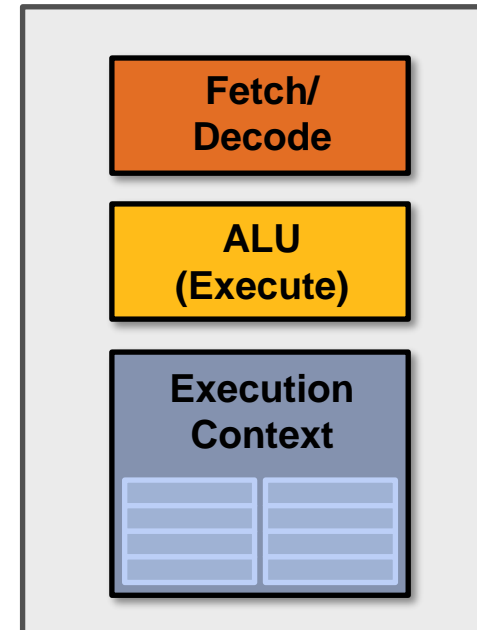 Fetch/
Decode
ALU
(Execute)
Execution
Context